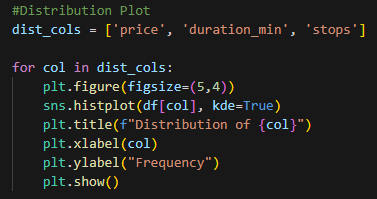 #Distribution Plot
dist_cols = ['price', 'duration_min', 'stops']

for col in dist_cols:
    plt.figure(figsize=(5,4))
    sns.histplot(df[col], kde=True)
    plt.title(f"Distribution of {col}")
    plt.xlabel(col)
    plt.ylabel("Frequency")
    plt.show()